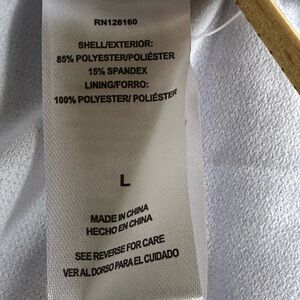 RN126160
SHELL/EXTERIOR:
85% POLYESTER/POLIÉSTER
15% SPANDEX
LINING/FORRO:
100% POLYESTER/ POLIÉSTER
L
MADE IN CHINA
HECHO EN CHINA
SEE REVERSE FOR CARE
VER AL DORSO PARA EL CUIDADO